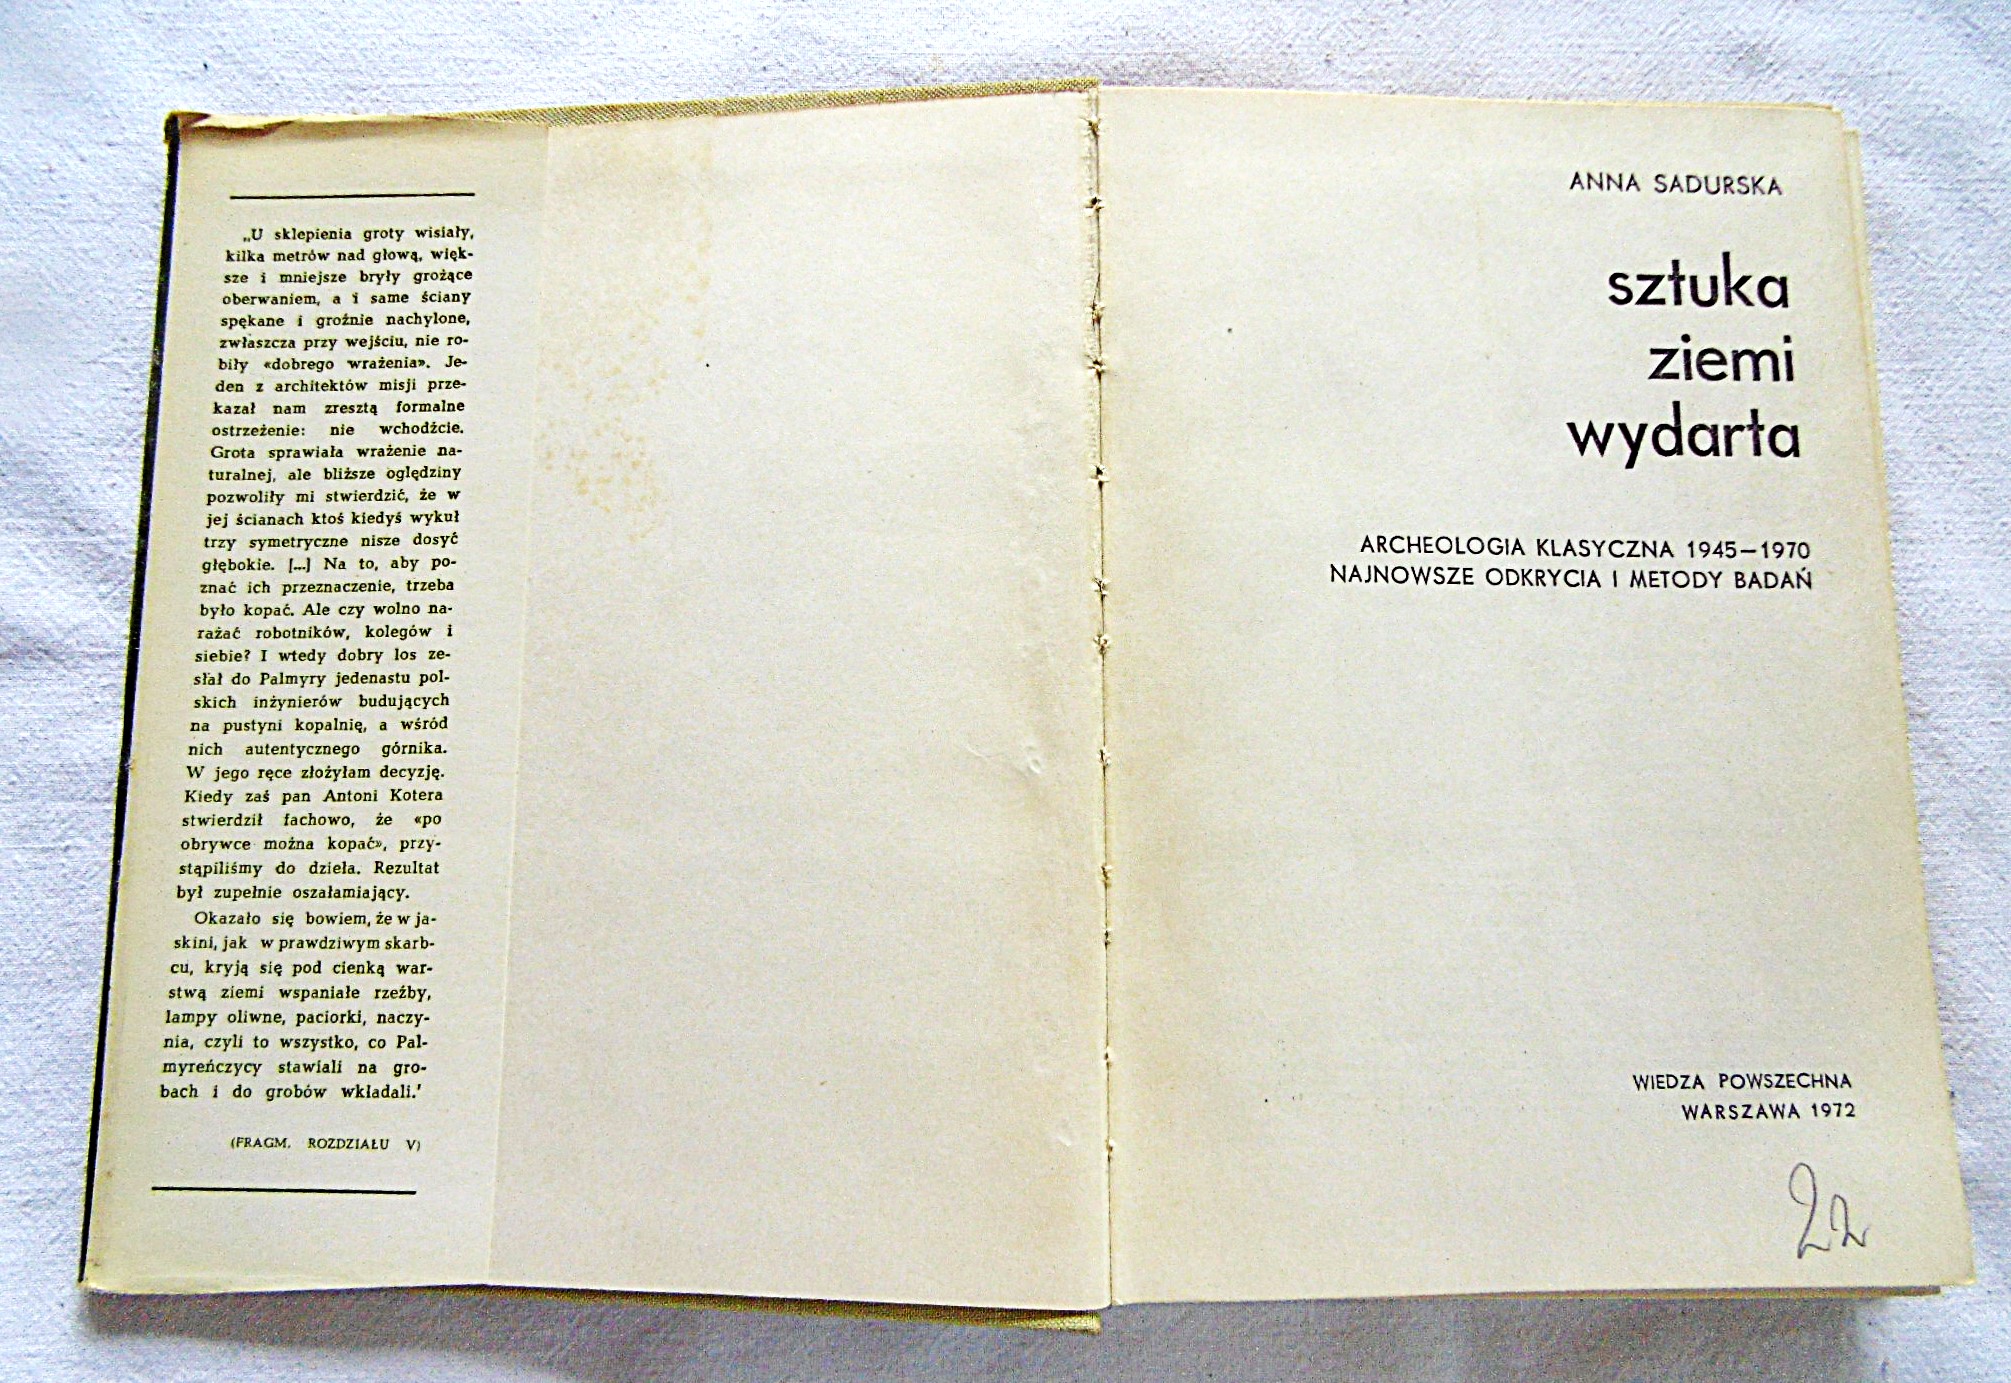 „U sklepienia groty wisiały,
kilka metrów nad głową, więk-
sze i mniejsze bryły grożące
oberwaniem, a i same ściany
spękane i groźnie nachylone,
zwłaszcza przy wejściu, nie ro-
biły «dobrego wrażenia». Je-
den z architektów misji prze-
kazał nam zresztą formalne
ostrzeżenie: nie wchodźcie.
Grota sprawiała wrażenie na-
turalnej, ale bliższe oględziny
pozwoliły mi stwierdzić, że w
jej ścianach ktoś kiedyś wykuł
trzy symetryczne nisze dosyć
głębokie. [...] Na to, aby po-
znać ich przeznaczenie, trzeba
było kopać. Ale czy wolno na-
rażać robotników, kolegów i
siebie? I wtedy dobry los ze-
słał do Palmyry jedenastu pol-
skich inżynierów budujących
na pustyni kopalnię, a wśród
nich autentycznego górnika.
W jego ręce złożyłam decyzję.
Kiedy zaś pan Antoni Kotera
stwierdził fachowo, że «po
obrywce można kopać», przy-
stąpiliśmy do dzieła. Rezultat
był zupełnie oszałamiający.
Okazało się bowiem, że w ja-
skini, jak w prawdziwym skarb-
cu, kryją się pod cienką war-
stwą ziemi wspaniałe rzeźby,
lampy oliwne, paciorki, naczy-
nia, czyli to wszystko, co Pal-
myreńczycy stawiali na gro-
bach i do grobów wkładali.'
(FRAGM. ROZDZIAŁU V)
ANNA SADURSKA
sztuka
ziemi
wydarta
ARCHEOLOGIA KLASYCZNA 1945—1970
NAJNOWSZE ODKRYCIA I METODY BADAŃ
WIEDZA POWSZECHNA
WARSZAWA 1972
22